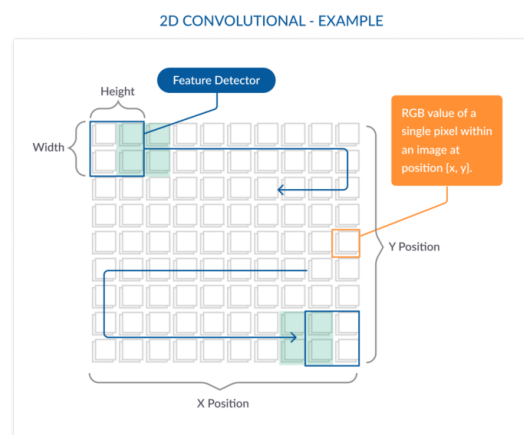 2D CONVOLUTIONAL - EXAMPLE
Feature Detector
Height
Width
RGB value of a
single pixel within
an image at
position [x, y].
Y Position
X Position